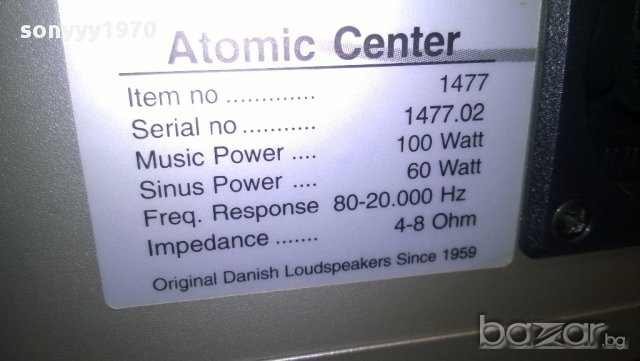 sonyyy1970
Atomic Center
Item no ............. 1477
Serial no ........... 1477.02
Music Power .... 100 Watt
Sinus Power .... 60 Watt
Freq. Response 80-20.000 Hz
Impedance ....... 4-8 Ohm
Original Danish Loudspeakers Since 1959
bazar.bg